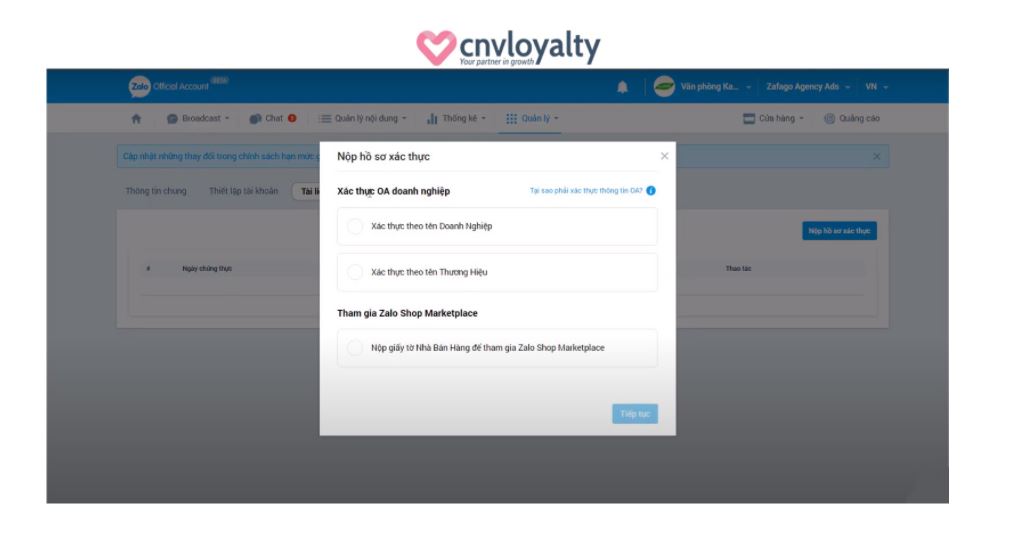 cnvloyalty
Your partner in growth
Zalo Official Account BETA
Văn phòng Ka... Zafago Agency Ads VN
Broadcast Chat Quản lý nội dung Thống kê Quản lý Cửa hàng Quảng cáo
Cập nhật những thay đổi trong chính sách hạn mức
Thông tin chung Thiết lập tài khoản Tài li
Nộp hồ sơ xác thực
Xác thực OA doanh nghiệp Tại sao phải xác thực thông tin OA?
Xác thực theo tên Doanh Nghiệp
Nộp hồ sơ xác thực
# Ngày chứng thực Thao tác
Xác thực theo tên Thương Hiệu
Tham gia Zalo Shop Marketplace
Nộp giấy tờ Nhà Bán Hàng để tham gia Zalo Shop Marketplace
Tiếp tục